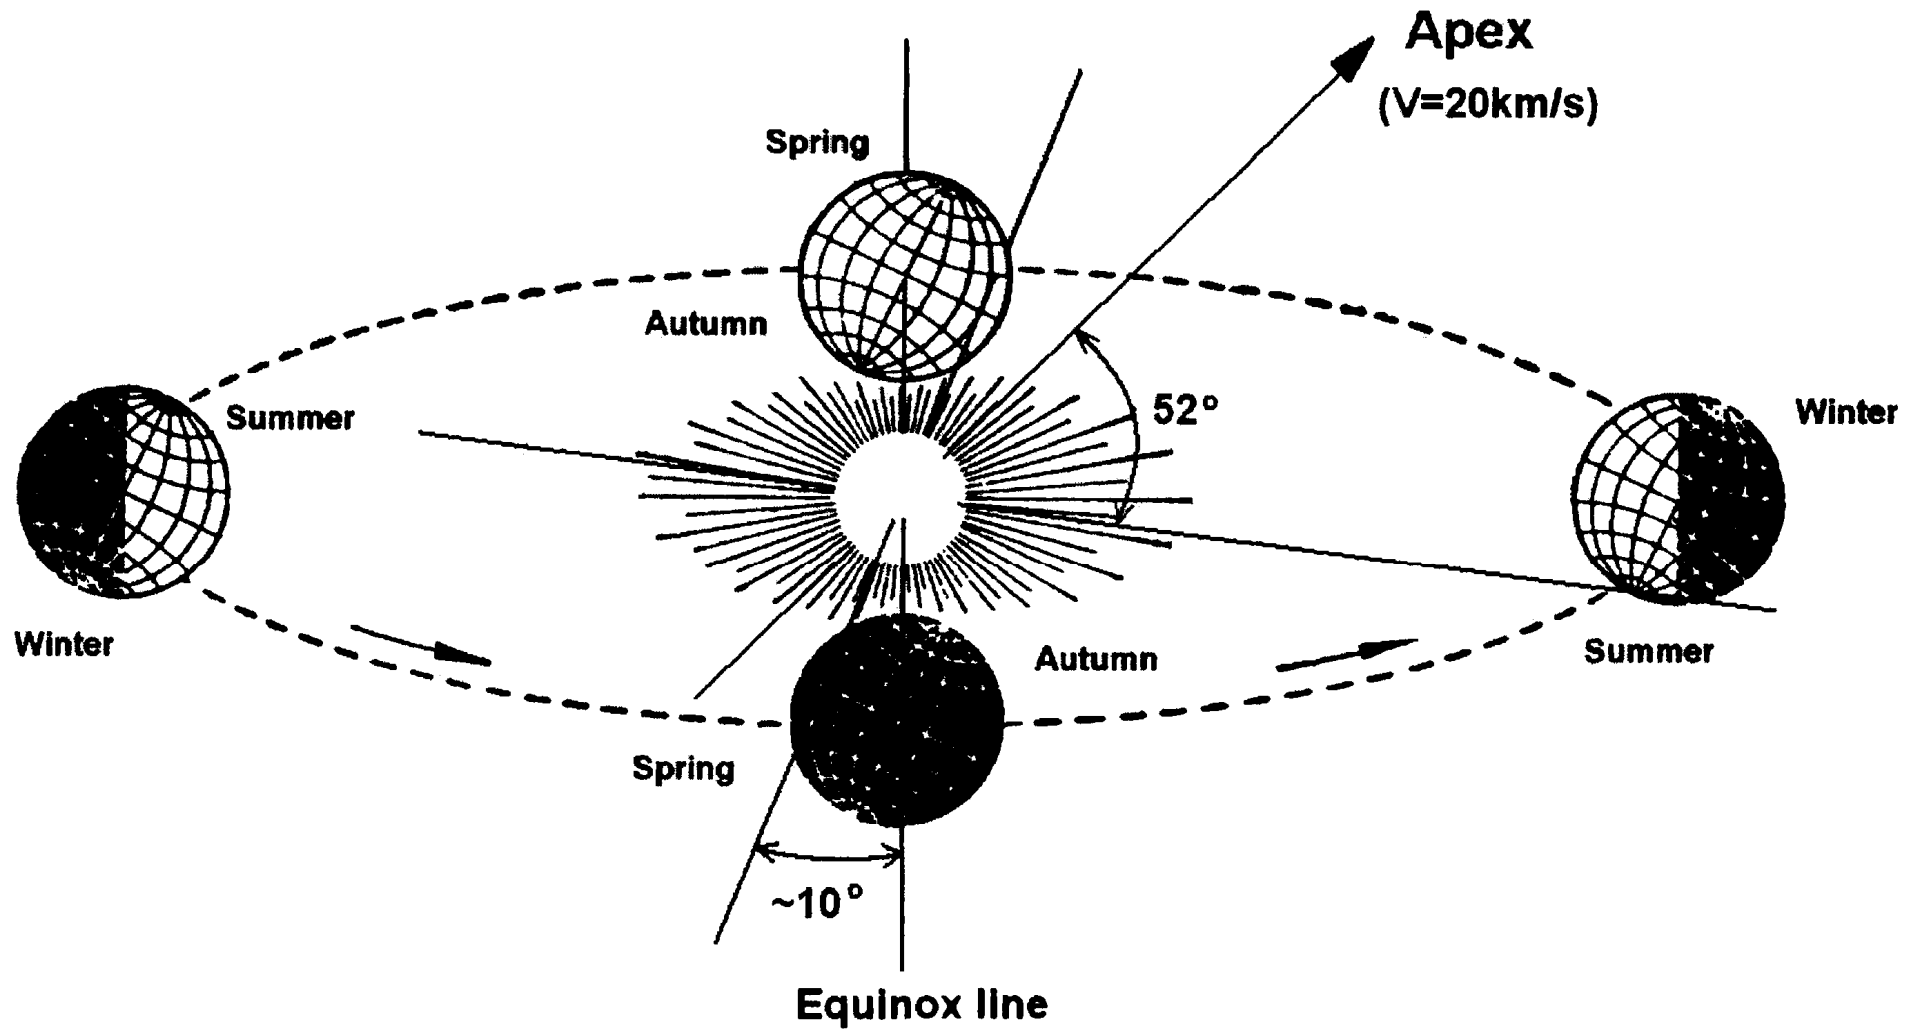 Apex
(V=20km/s)
Spring
Autumn
52°
Summer
Winter
Winter
Autumn
Summer
Spring
~10°
Equinox line